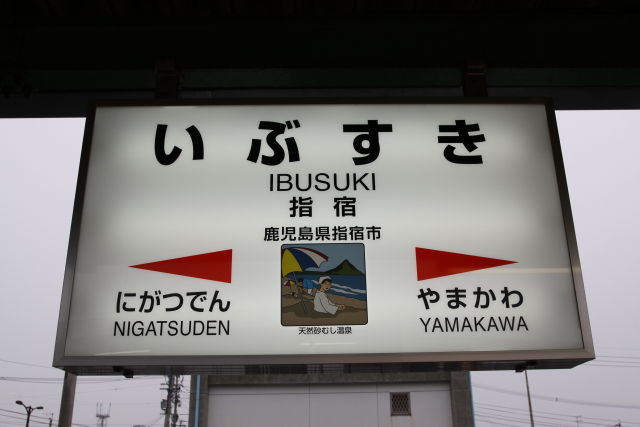 いぶすき
IBUSUKI
指宿
鹿児島県指宿市
にがつでん
NIGATSUDEN
やまかわ
YAMAKAWA
天然砂むし温泉